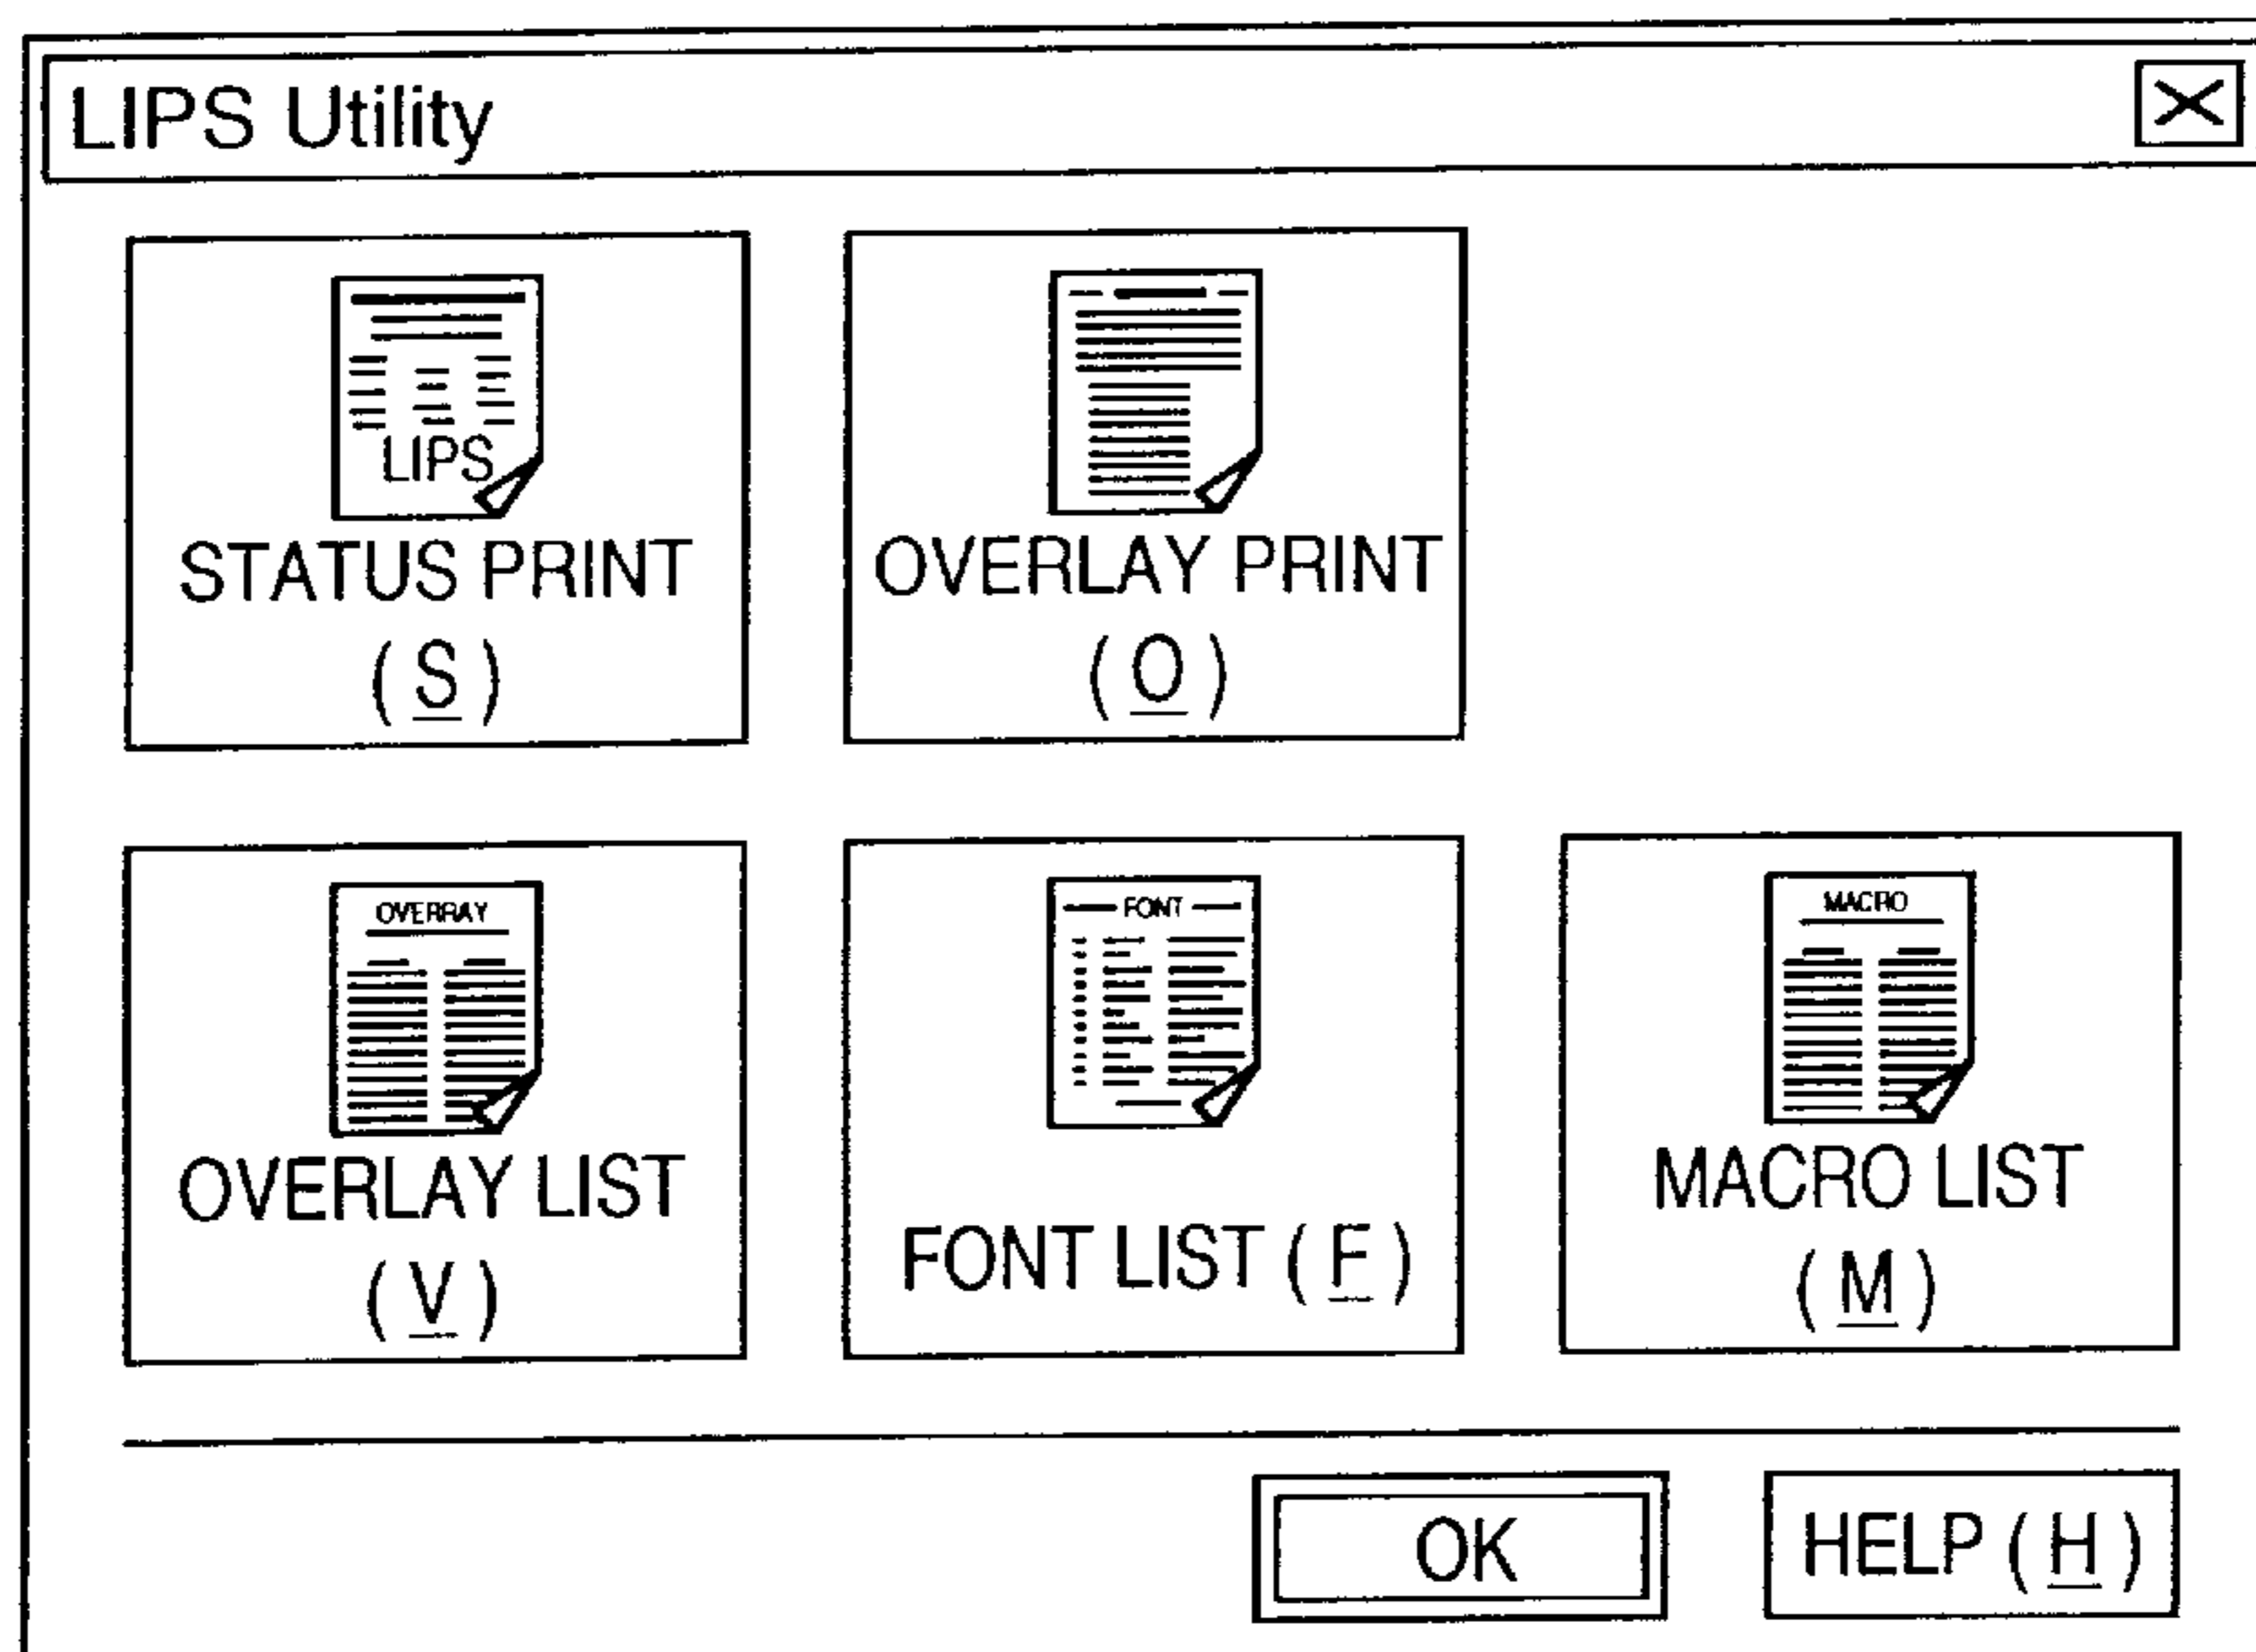 LIPS Utility
LIPS
STATUS PRINT
(S)
OVERLAY PRINT
(O)
OVERRAY
OVERLAY LIST
(V)
FONT
FONT LIST (F)
MACRO
MACRO LIST
(M)
OK
HELP (H)